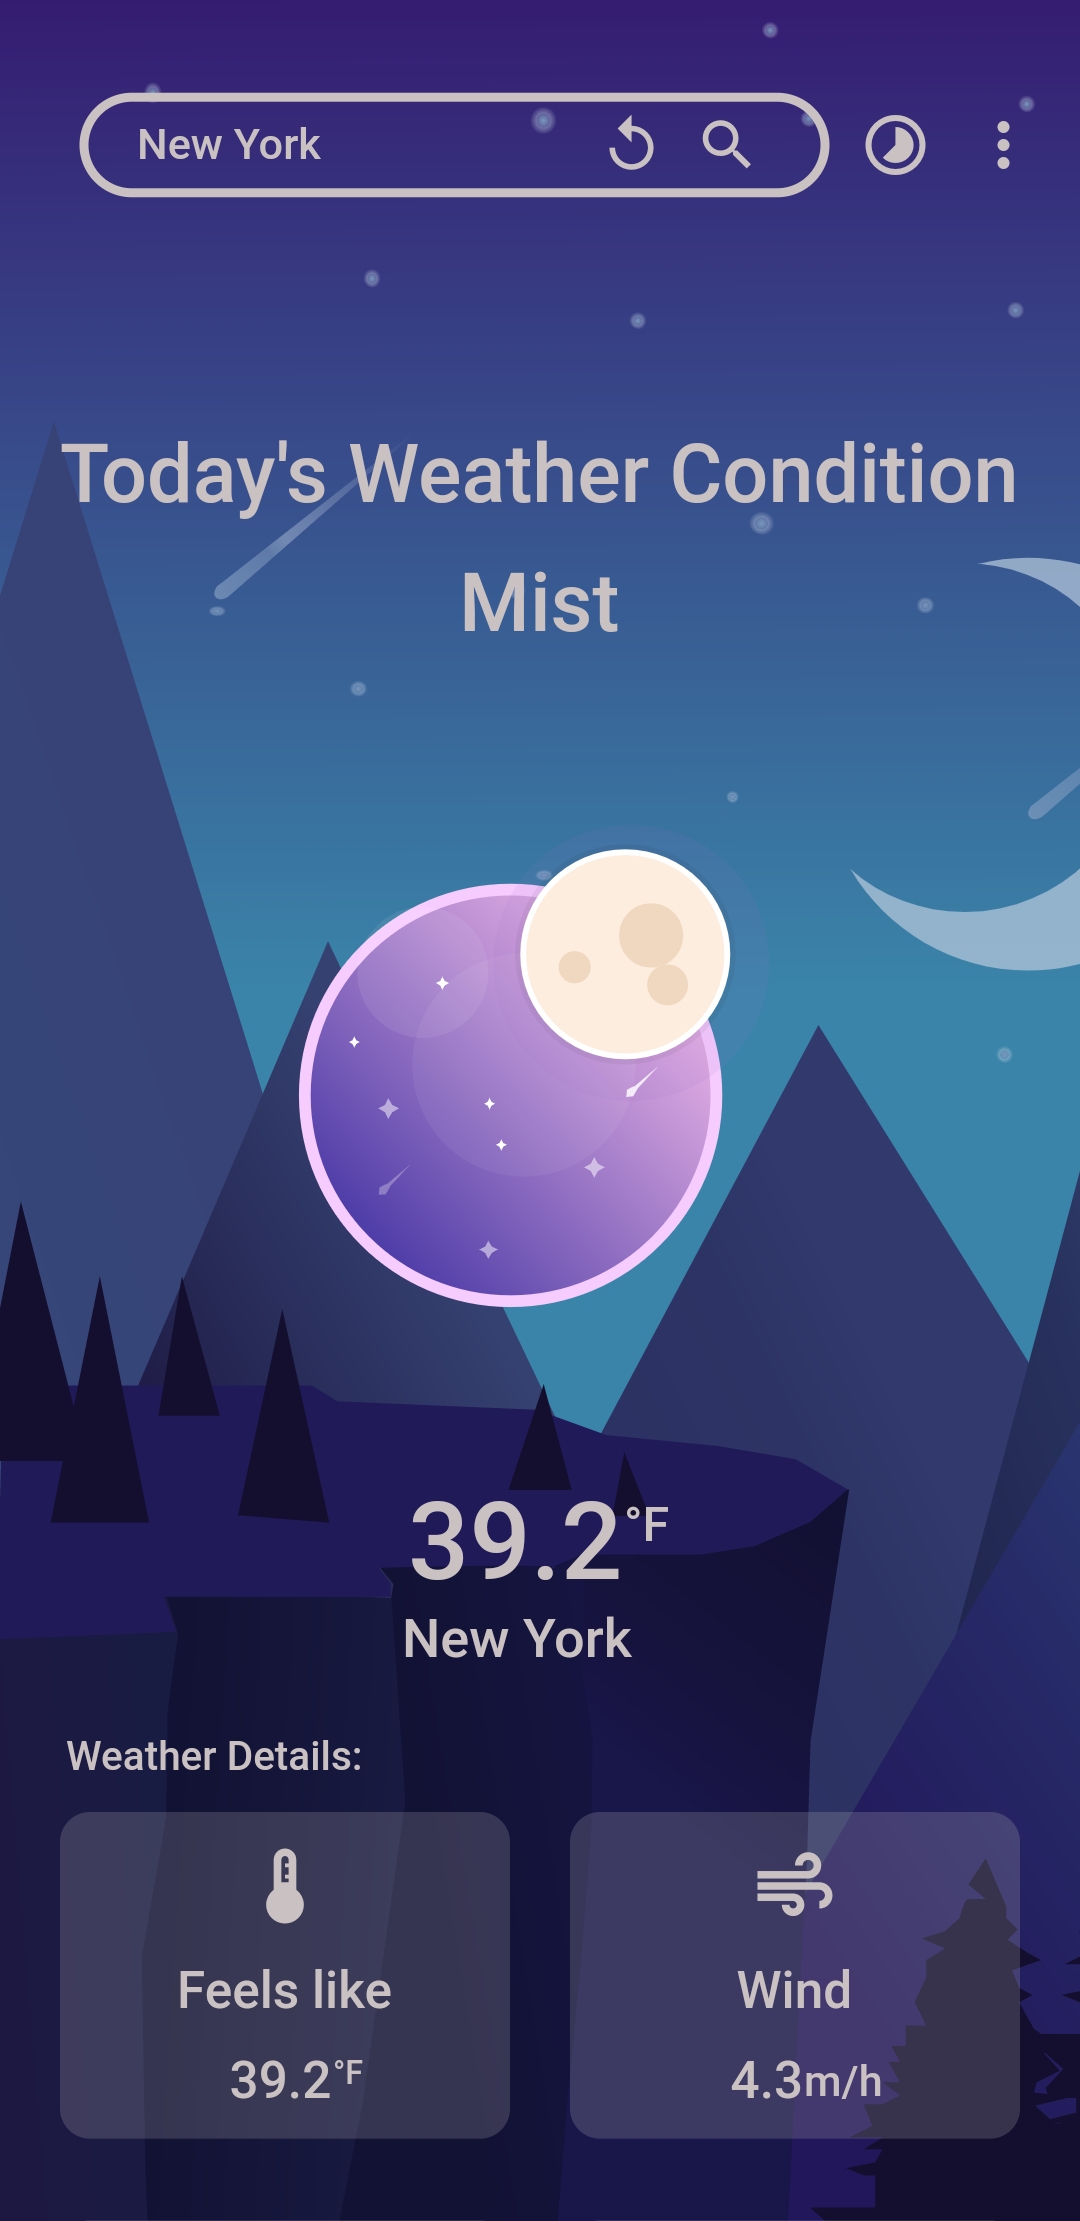 New York
Today's Weather Condition
Mist
39.2°F
New York
Weather Details:
Feels like
39.2°F
Wind
4.3m/h